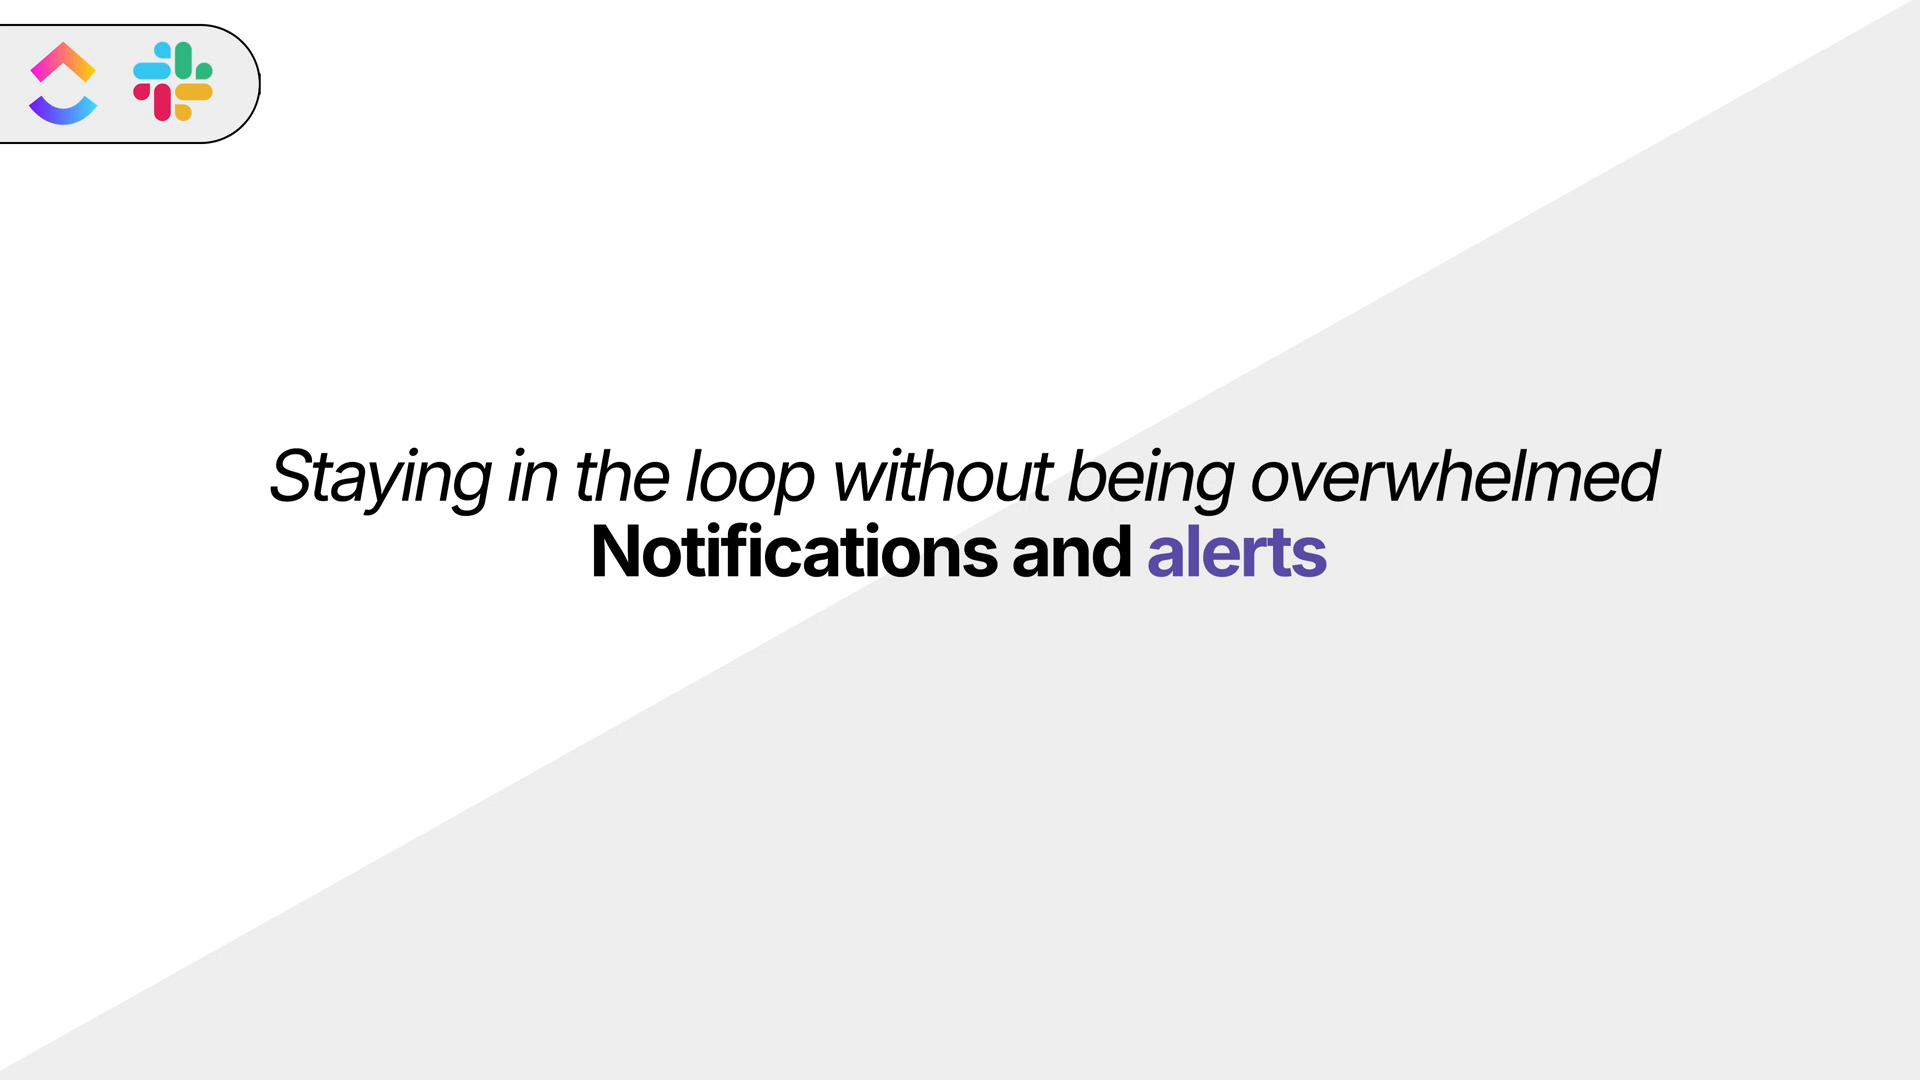 Staying in the loop without being overwhelmed
Notifications and alerts